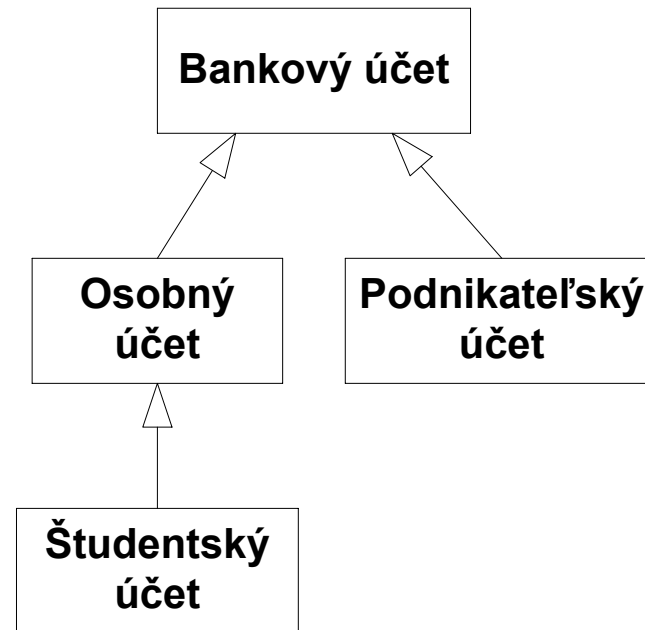 Bankový účet
Osobný
účet
Podnikateľský
účet
Študentský
účet